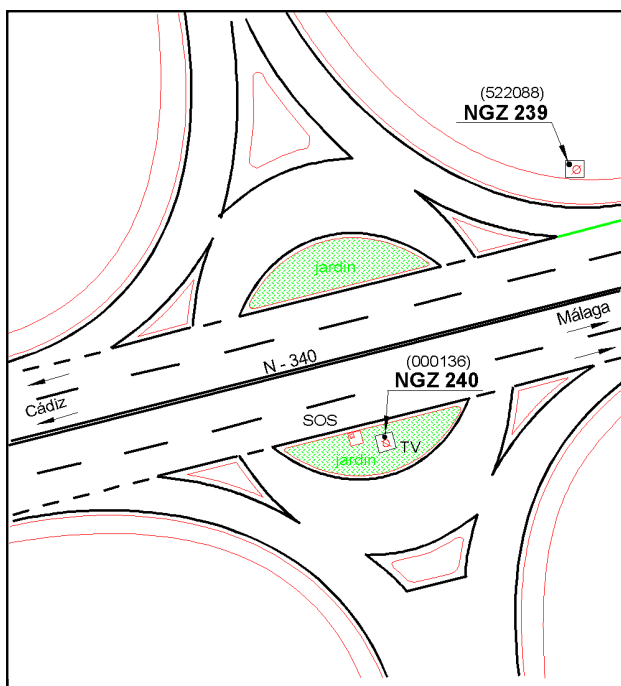 (522088)
NGZ 239
jardin
Málaga
N - 340
(000136)
NGZ 240
Cádiz
SOS
TV
jardin